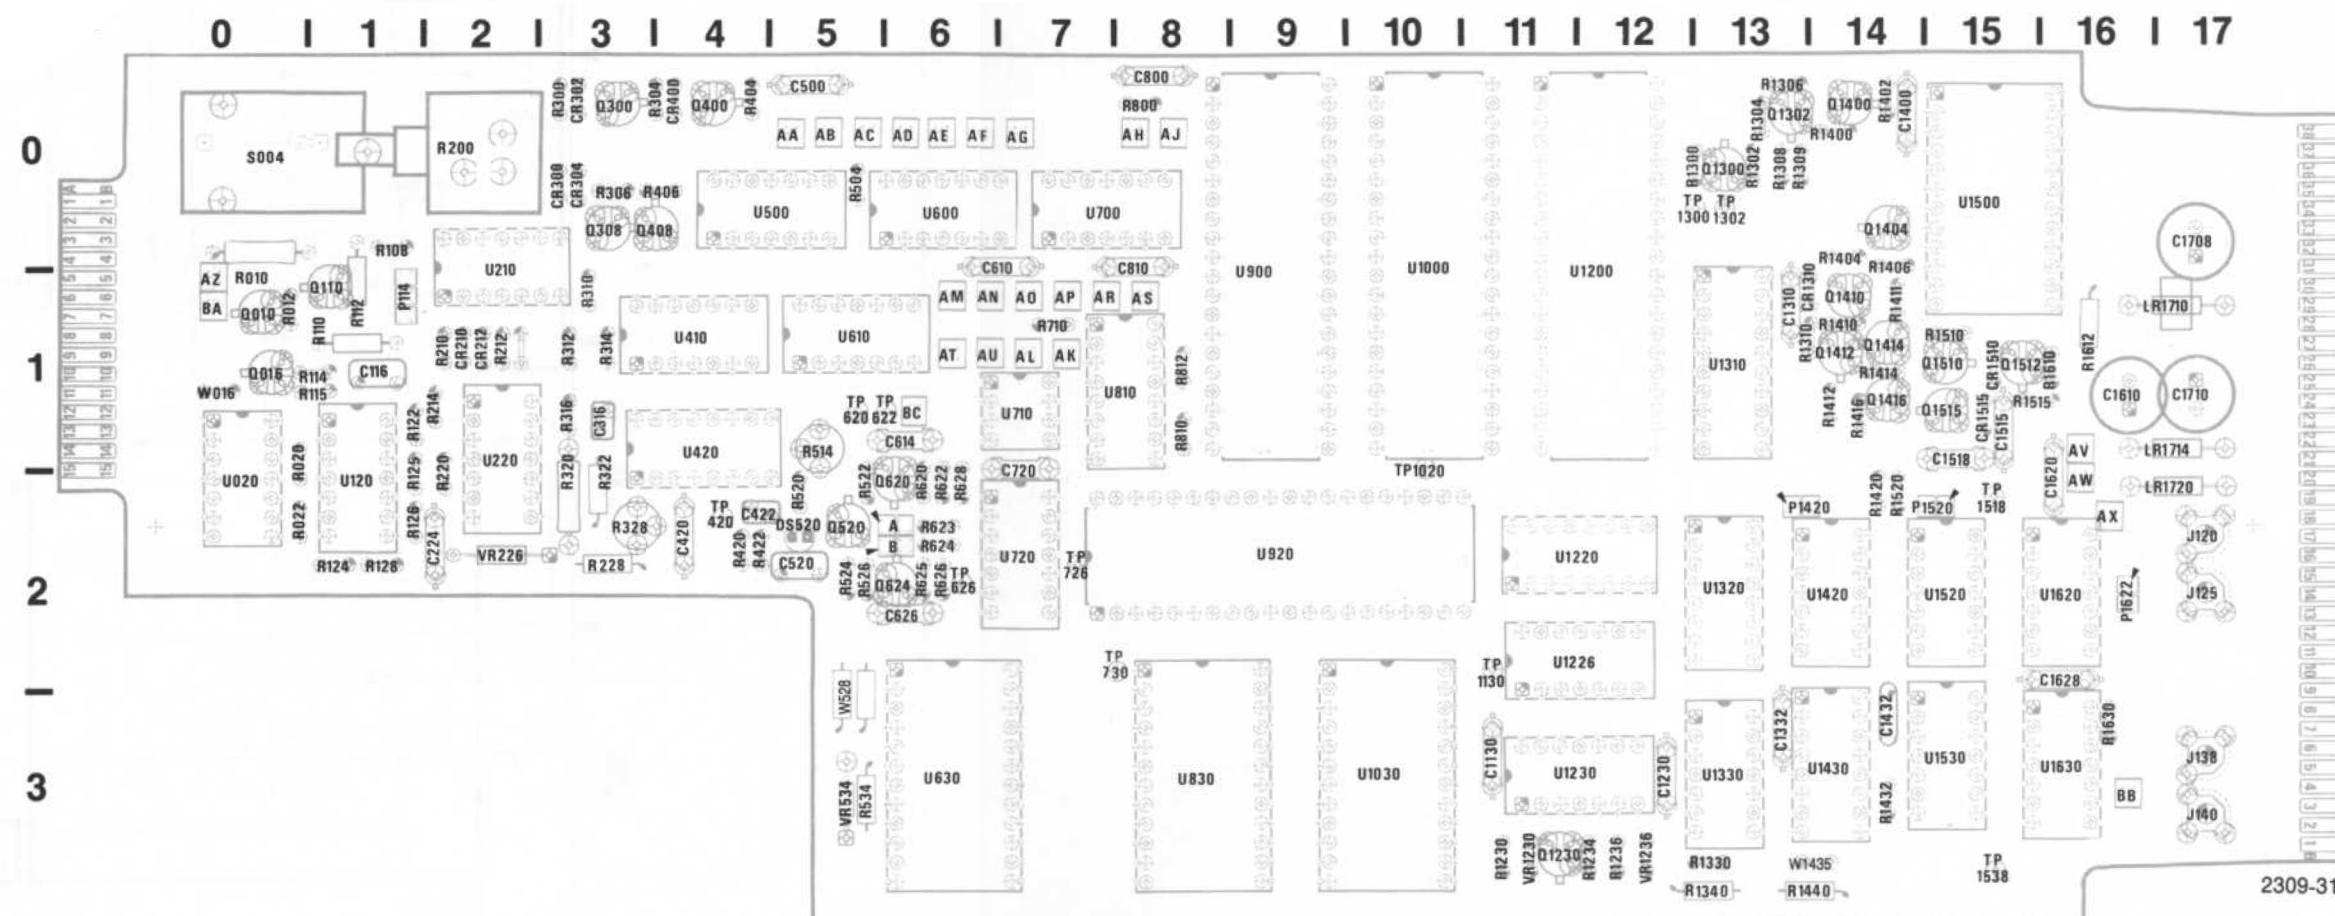 0 1 2 3 4 5 6 7 8 9 10 11 12 13 14 15 16 17
0
1
2
3
S004 R200 R300 CR302 Q300 R304 CR400 Q400 R404 C500 C800 R800
AA AB AC AD AE AF AG AH AJ
R1306 R1304 Q1302 Q1400 R1402 C1400 R1400
CR300 CR304 R306 R406 Q308 Q408 U500 R504 U600 U700
R1300 Q1300 R1302 R1308 R1309 TP 1300 TP 1302 U1500 Q1404 C1708
R108 AZ R010 BA Q010 R012 Q110 R110 R112 P114 U210 R310
C610 C810 U900 U1000 U1200
AM AN AO AP AR AS
R1404 R1406 C1310 CR1310 Q1410 R1411 LR1710
R210 CR210 CR212 R212 R312 R314 U410 U610 R710
AT AU AL AK
R812 U1310 R1310 R1410 Q1412 Q1414 R1510 Q1510 CR1510 Q1512 R1610 R1612
Q016 W016 R114 R115 C116 R122 R214 R316 C316
TP 620 TP 622 BC C614 U710 U810 R810
R1414 R1412 R1416 Q1416 Q1515 CR1515 C1515 R1515 C1610 C1710
U020 R020 U120 R125 R220 U220 R320 R322 U420 R514 C720
TP1020 C1518 C1620 AV AW LR1714 LR1720
R022 R126 C224 R328 C420 TP 420 C422 R520 DS520 Q520 R522 Q620 R620 R622 R628
A B R623 R624
P1420 R1420 R1520 P1520 TP 1518 AX J120
R124 R128 VR226 R228 R420 R422 C520 R524 R526 Q624 R625 R626 TP 626 C626
U720 TP 726 U920 U1220 U1320 U1420 U1520 U1620 P1622 J125
TP 730 TP 1130 U1226 C1628
W528 U630 U830 U1030 C1130 U1230 C1230 U1330 C1332 U1430 C1432 U1530 U1630 R1630 J138
VR534 R534 R1432 BB J140
R1230 VR1230 Q1230 R1234 R1236 VR1236 R1330 W1435 TP 1538
R1340 R1440
2309-31